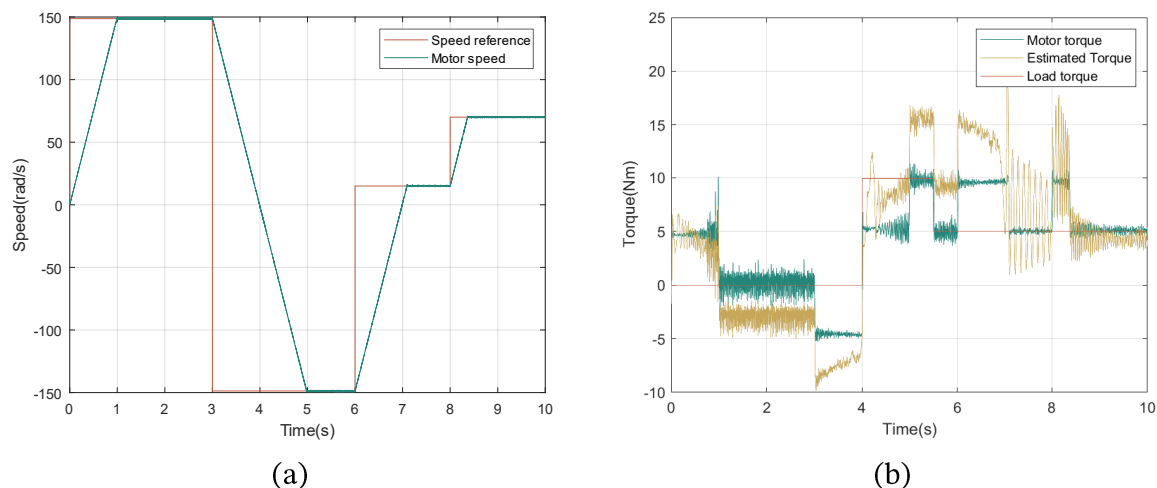 150
100
50
0
-50
-100
-150
Speed(rad/s)
0 1 2 3 4 5 6 7 8 9 10
Time(s)
Speed reference
Motor speed
(a)
25
20
15
10
5
0
-5
-10
Torque(Nm)
0 2 4 6 8 10
Time(s)
Motor torque
Estimated Torque
Load torque
(b)